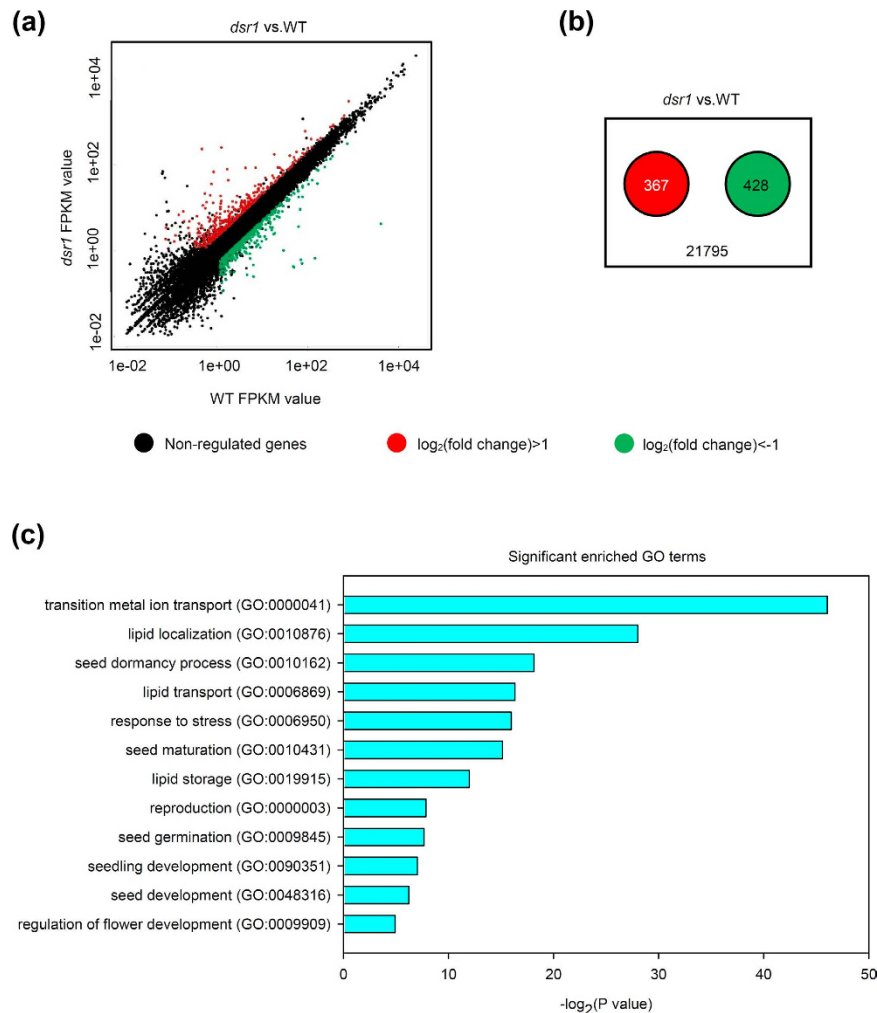 (a)
dsr1 vs.WT
dsr1 FPKM value
1e+04
1e+02
1e+00
1e-02
1e-02
1e+00
1e+02
1e+04
WT FPKM value
(b)
dsr1 vs.WT
367
428
21795
Non-regulated genes
log₂(fold change)>1
log₂(fold change)<-1
(c)
Significant enriched GO terms
transition metal ion transport (GO:0000041)
lipid localization (GO:0010876)
seed dormancy process (GO:0010162)
lipid transport (GO:0006869)
response to stress (GO:0006950)
seed maturation (GO:0010431)
lipid storage (GO:0019915)
reproduction (GO:0000003)
seed germination (GO:0009845)
seedling development (GO:0090351)
seed development (GO:0048316)
regulation of flower development (GO:0009909)
0
10
20
30
40
50
-log₂(P value)